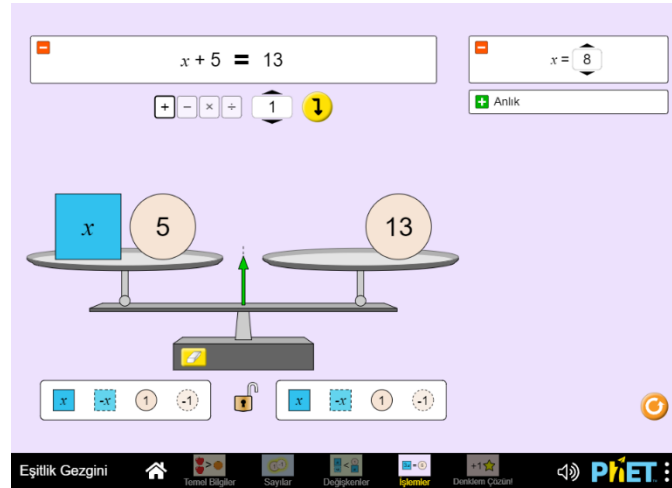 x + 5 = 13
x = 8
+ − × ÷ 1
Anlık
x 5 13
x -x 1 -1
x -x 1 -1
Eşitlik Gezgini
Temel Bilgiler
Sayılar
Değişkenler
İşlemler
+1
Denklem Çözün!
PhET